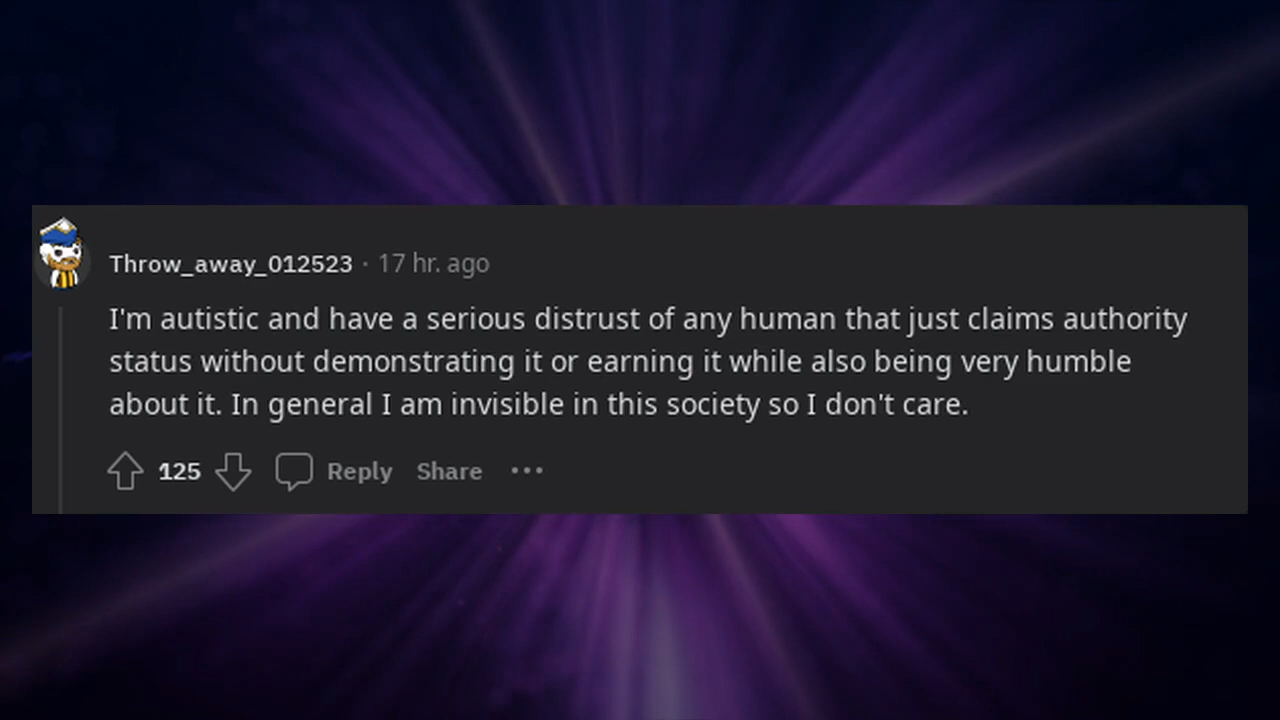 Throw_away_012523 · 17 hr. ago
I'm autistic and have a serious distrust of any human that just claims authority
status without demonstrating it or earning it while also being very humble
about it. In general I am invisible in this society so I don't care.
125 Reply Share ···